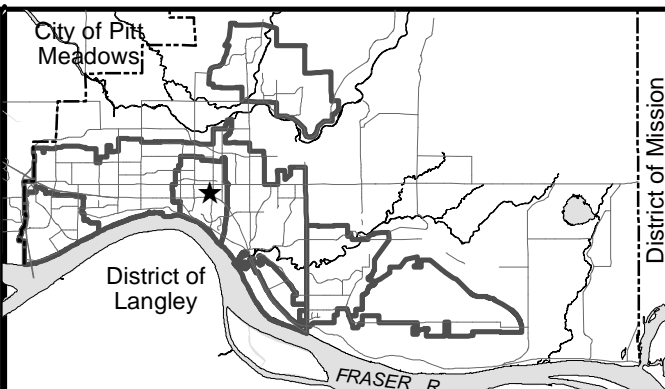 City of Pitt
Meadows
District of Mission
District of
Langley
FRASER R.